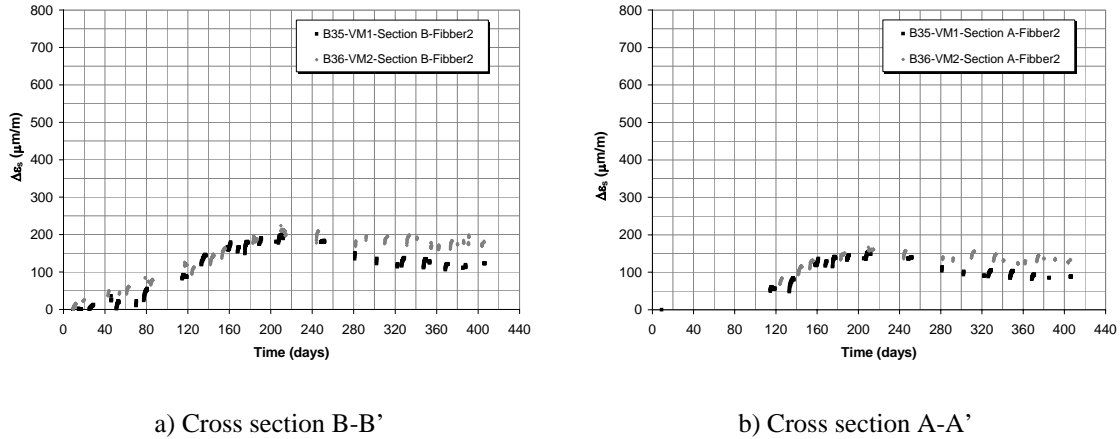 800
700
600
500
400
300
200
100
0
Δεs (μm/m)
B35-VM1-Section B-Fibber2
B36-VM2-Section B-Fibber2
0 40 80 120 160 200 240 280 320 360 400 440
Time (days)
a) Cross section B-B’
800
700
600
500
400
300
200
100
0
Δεs (μm/m)
B35-VM1-Section A-Fibber2
B36-VM2-Section A-Fibber2
0 40 80 120 160 200 240 280 320 360 400 440
Time (days)
b) Cross section A-A’